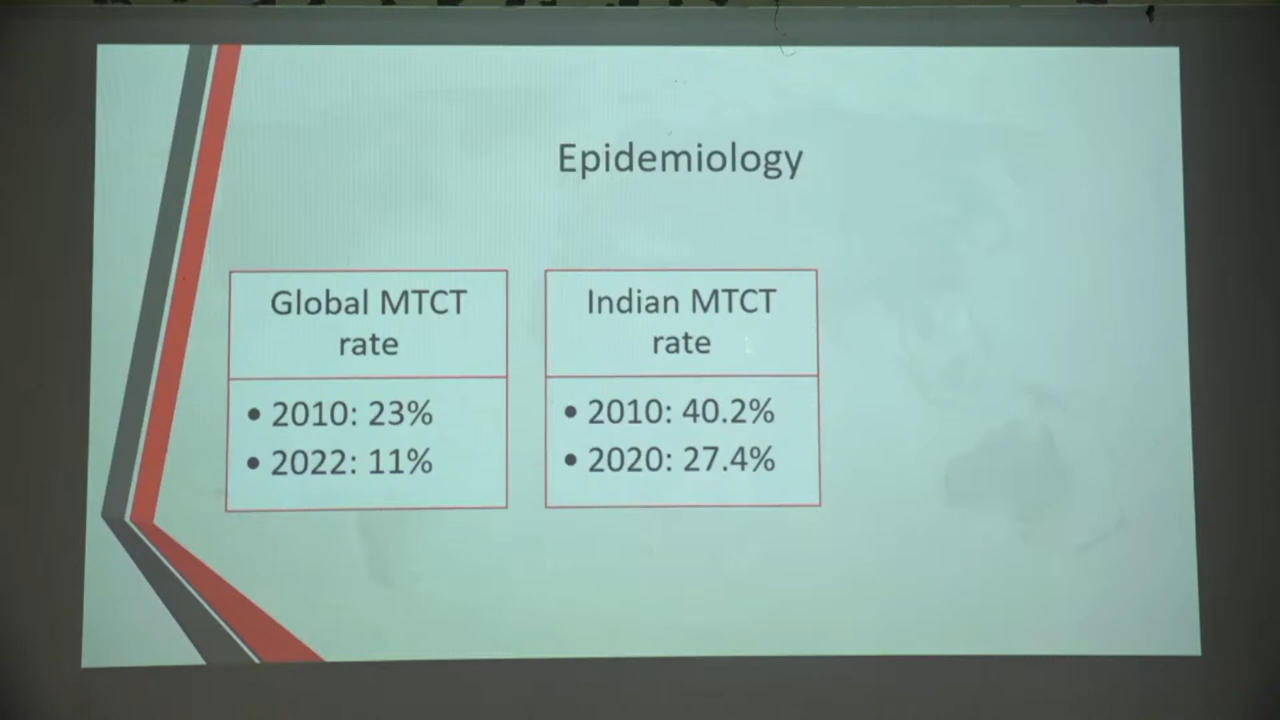 Epidemiology
Global MTCT
rate
• 2010: 23%
• 2022: 11%
Indian MTCT
rate
• 2010: 40.2%
• 2020: 27.4%